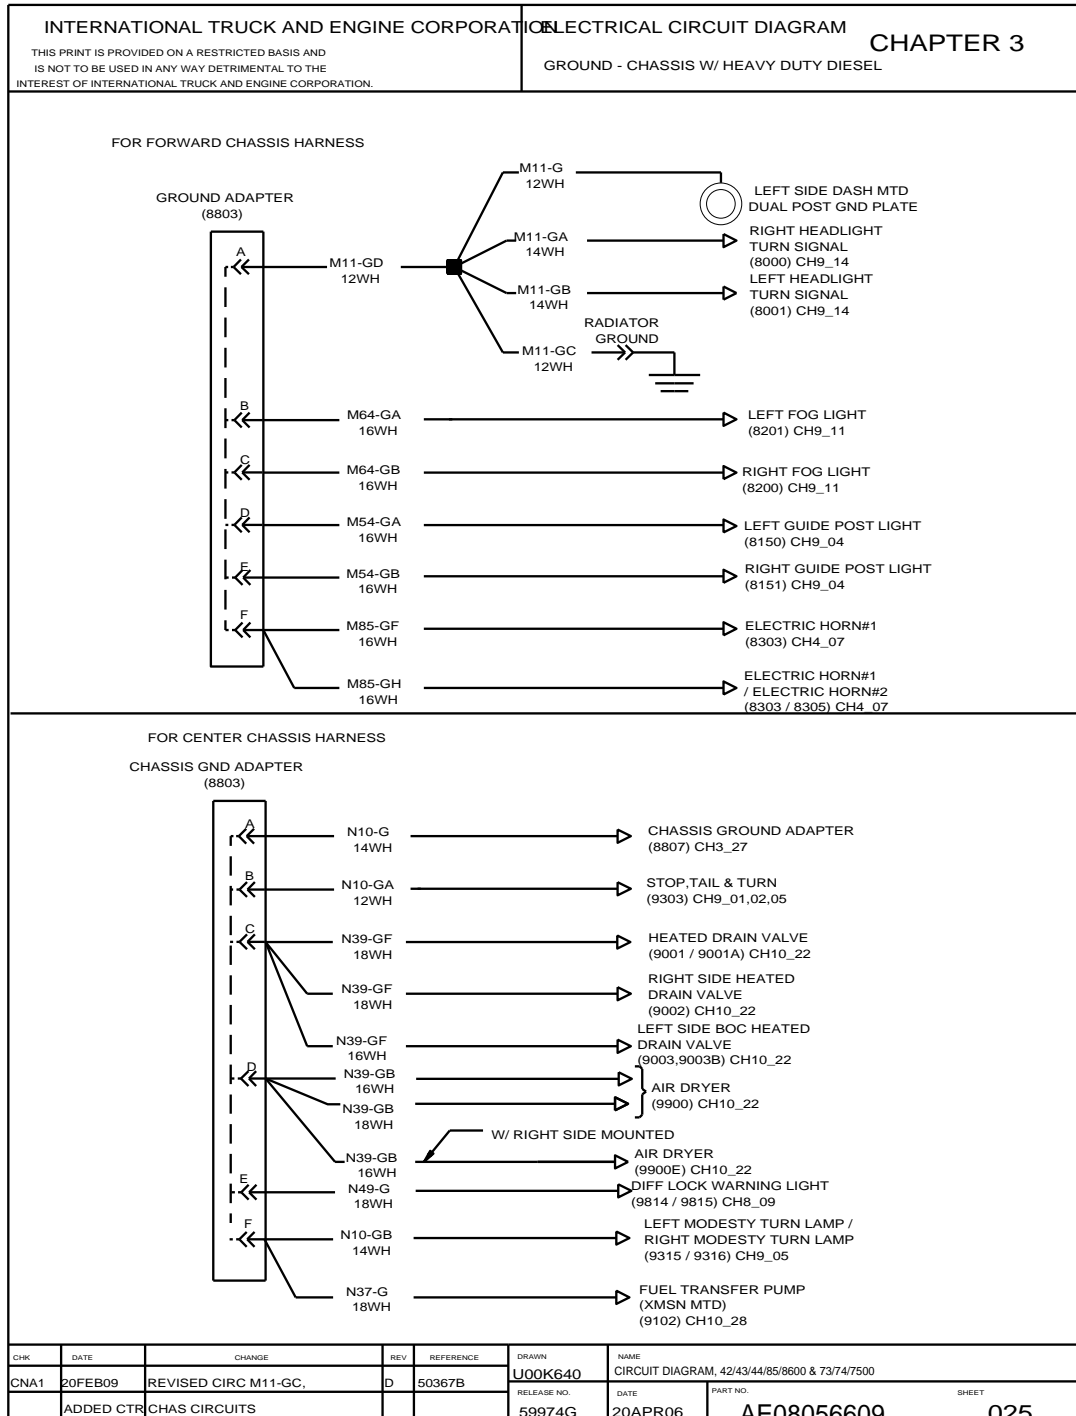 INTERNATIONAL TRUCK AND ENGINE CORPORATION
THIS PRINT IS PROVIDED ON A RESTRICTED BASIS AND
IS NOT TO BE USED IN ANY WAY DETRIMENTAL TO THE
INTEREST OF INTERNATIONAL TRUCK AND ENGINE CORPORATION.
ELECTRICAL CIRCUIT DIAGRAM
CHAPTER 3
GROUND - CHASSIS W/ HEAVY DUTY DIESEL
FOR FORWARD CHASSIS HARNESS
GROUND ADAPTER
(8803)
A
M11-GD
12WH
M11-G
12WH
LEFT SIDE DASH MTD
DUAL POST GND PLATE
M11-GA
14WH
RIGHT HEADLIGHT
TURN SIGNAL
(8000) CH9_14
M11-GB
14WH
LEFT HEADLIGHT
TURN SIGNAL
(8001) CH9_14
M11-GC
12WH
RADIATOR
GROUND
B
M64-GA
16WH
LEFT FOG LIGHT
(8201) CH9_11
C
M64-GB
16WH
RIGHT FOG LIGHT
(8200) CH9_11
D
M54-GA
16WH
LEFT GUIDE POST LIGHT
(8150) CH9_04
E
M54-GB
16WH
RIGHT GUIDE POST LIGHT
(8151) CH9_04
F
M85-GF
16WH
ELECTRIC HORN#1
(8303) CH4_07
M85-GH
16WH
ELECTRIC HORN#1
/ ELECTRIC HORN#2
(8303 / 8305) CH4_07
FOR CENTER CHASSIS HARNESS
CHASSIS GND ADAPTER
(8803)
A
N10-G
14WH
CHASSIS GROUND ADAPTER
(8807) CH3_27
B
N10-GA
12WH
STOP,TAIL & TURN
(9303) CH9_01,02,05
C
N39-GF
18WH
HEATED DRAIN VALVE
(9001 / 9001A) CH10_22
N39-GF
18WH
RIGHT SIDE HEATED
DRAIN VALVE
(9002) CH10_22
N39-GF
16WH
LEFT SIDE BOC HEATED
DRAIN VALVE
(9003,9003B) CH10_22
D
N39-GB
16WH
N39-GB
18WH
AIR DRYER
(9900) CH10_22
W/ RIGHT SIDE MOUNTED
N39-GB
16WH
AIR DRYER
(9900E) CH10_22
E
N49-G
18WH
DIFF LOCK WARNING LIGHT
(9814 / 9815) CH8_09
F
N10-GB
14WH
LEFT MODESTY TURN LAMP /
RIGHT MODESTY TURN LAMP
(9315 / 9316) CH9_05
N37-G
18WH
FUEL TRANSFER PUMP
(XMSN MTD)
(9102) CH10_28
CHK DATE CHANGE REV REFERENCE
CNA1 20FEB09 REVISED CIRC M11-GC, D 50367B
ADDED CTR CHAS CIRCUITS
DRAWN
U00K640
NAME
CIRCUIT DIAGRAM, 42/43/44/85/8600 & 73/74/7500
RELEASE NO.
59974G
DATE
20APR06
PART NO.
AE08056609
SHEET
025